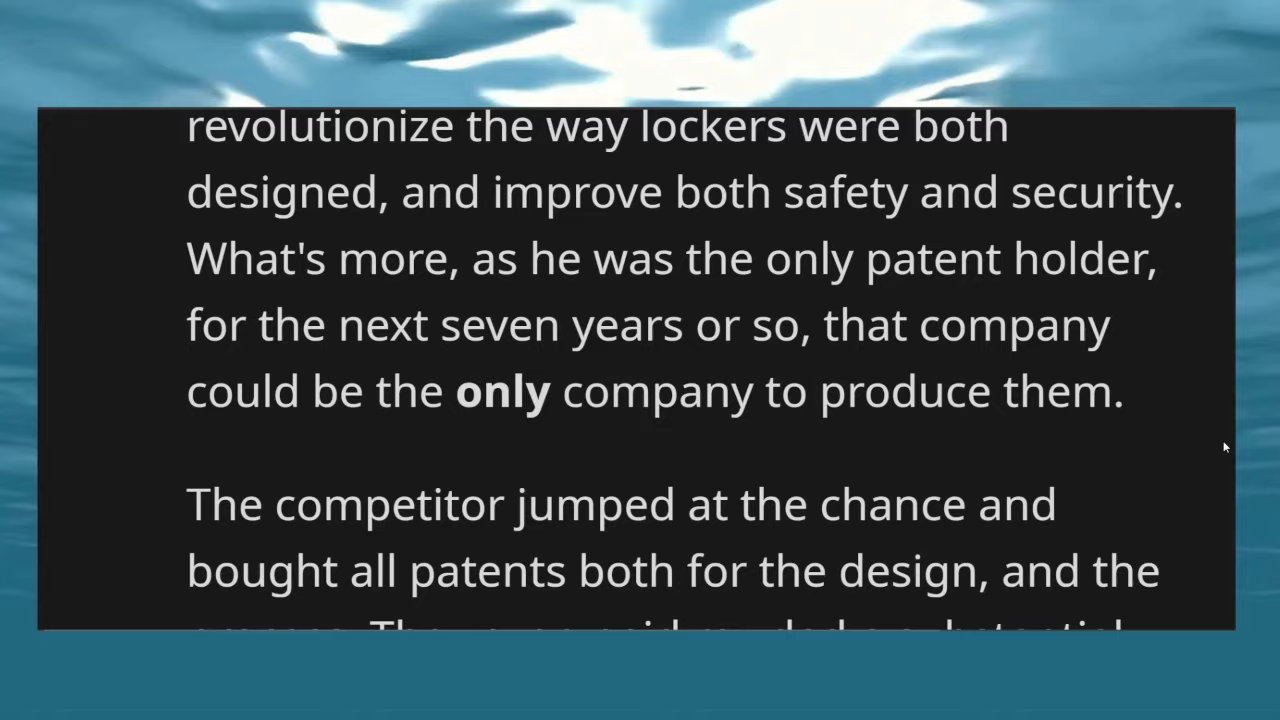 revolutionize the way lockers were both
designed, and improve both safety and security.
What's more, as he was the only patent holder,
for the next seven years or so, that company
could be the only company to produce them.
The competitor jumped at the chance and
bought all patents both for the design, and the